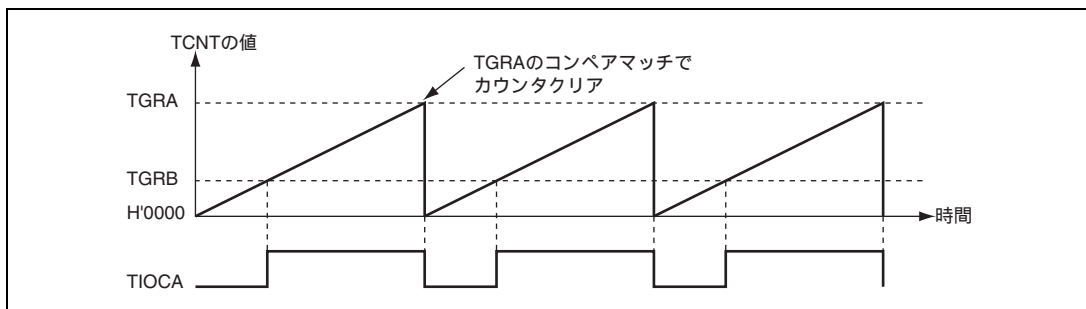 TCNTの値
TGRAのコンペアマッチで
カウンタクリア
TGRA
TGRB
H'0000
時間
TIOCA